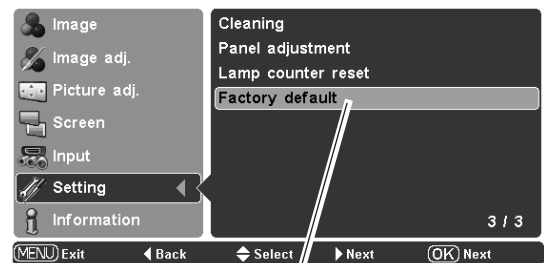 Image
Image adj.
Picture adj.
Screen
Input
Setting
Information
Cleaning
Panel adjustment
Lamp counter reset
Factory default
3 / 3
MENU Exit Back Select Next OK Next